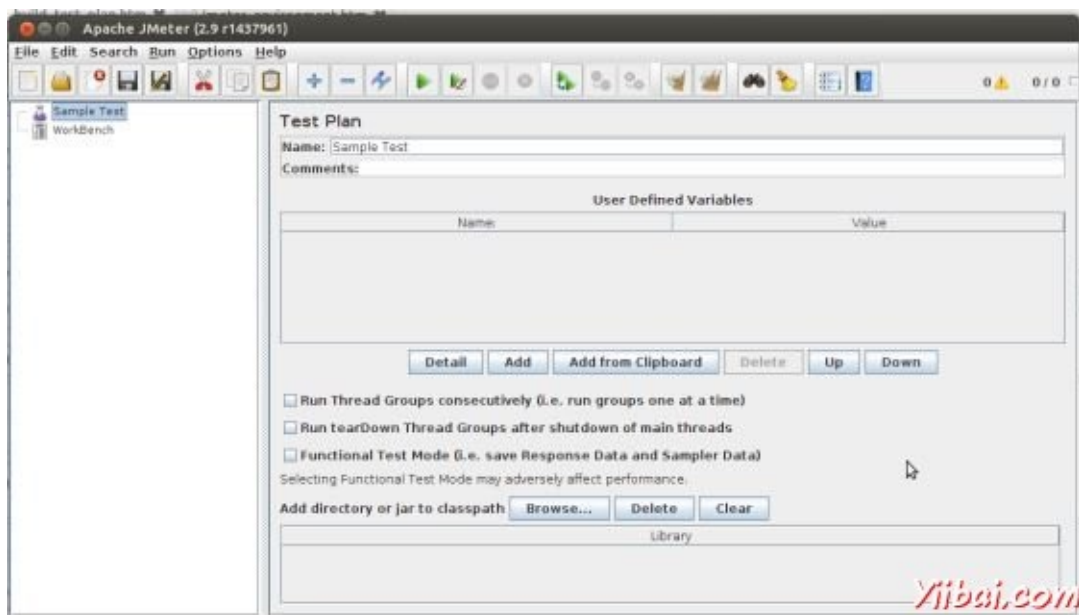 Apache JMeter (2.9 r1437961)
File Edit Search Run Options Help
0 0 / 0
Sample Test
WorkBench
Test Plan
Name: Sample Test
Comments:
User Defined Variables
Name: Value
Detail Add Add from Clipboard Delete Up Down
Run Thread Groups consecutively (i.e. run groups one at a time)
Run tearDown Thread Groups after shutdown of main threads
Functional Test Mode (i.e. save Response Data and Sampler Data)
Selecting Functional Test Mode may adversely affect performance.
Add directory or jar to classpath Browse... Delete Clear
Library
Yiibai.com